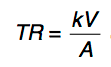 TR = kV / A